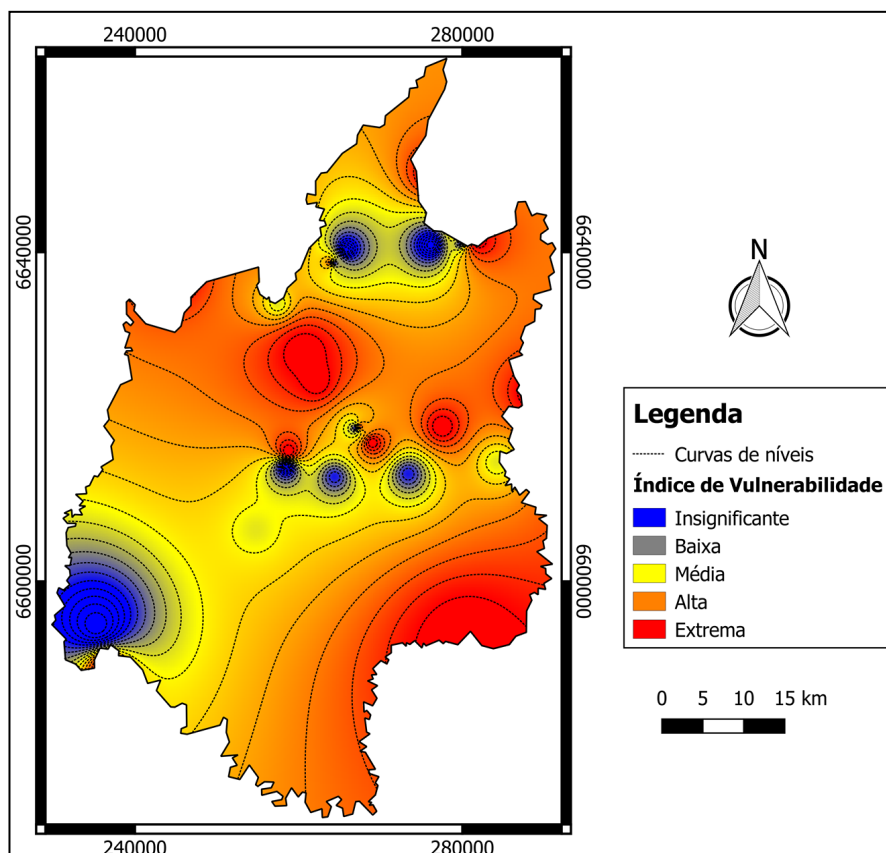 240000 280000
6640000 6640000
6600000 6600000
240000 280000
N
Legenda
Curvas de níveis
Índice de Vulnerabilidade
Insignificante
Baixa
Média
Alta
Extrema
0 5 10 15 km